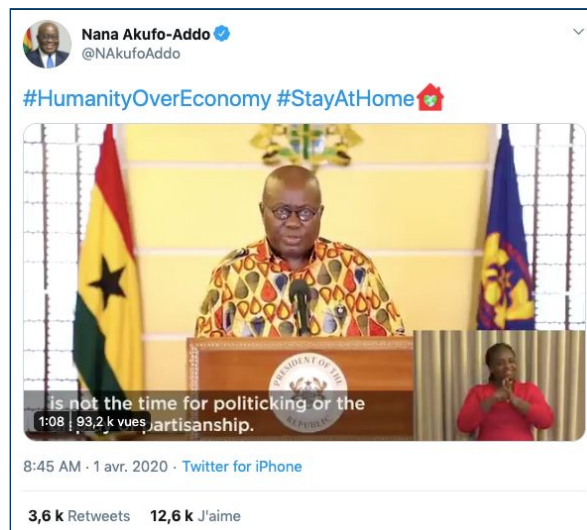 Nana Akufo-Addo
@NAkufoAddo
#HumanityOverEconomy #StayAtHome
PRESIDENT OF THE
REPUBLIC
is not the time for politicking or the
partisanship.
1:08 93,2 k vues
8:45 AM · 1 avr. 2020 · Twitter for iPhone
3,6 k Retweets 12,6 k J'aime